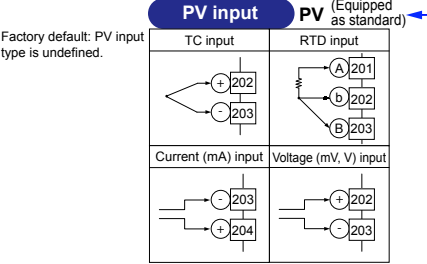 PV input
PV (Equipped as standard)
Factory default: PV input
type is undefined.
TC input
RTD input
+ 202
- 203
A 201
b 202
B 203
Current (mA) input
Voltage (mV, V) input
- 203
+ 204
+ 202
- 203